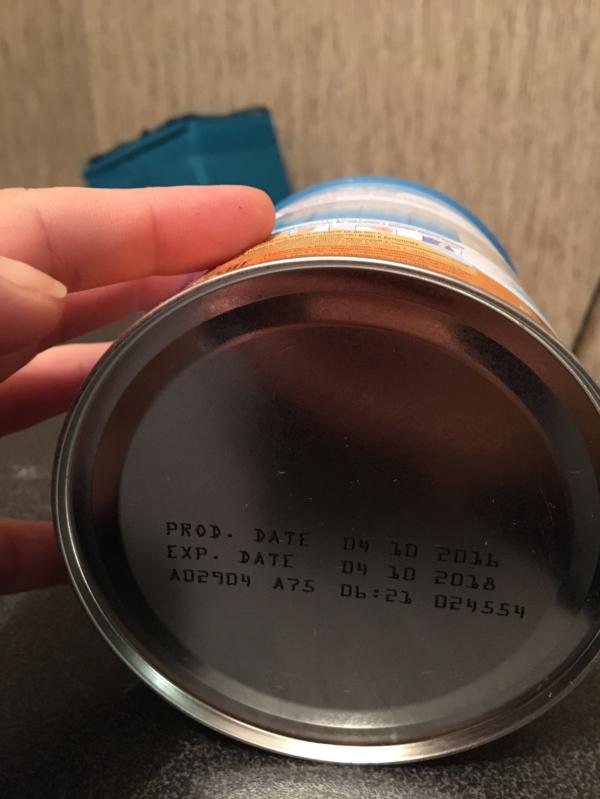 PROD. DATE 04 10 2016
EXP. DATE 04 10 2018
A02904 A75 06:21 024554